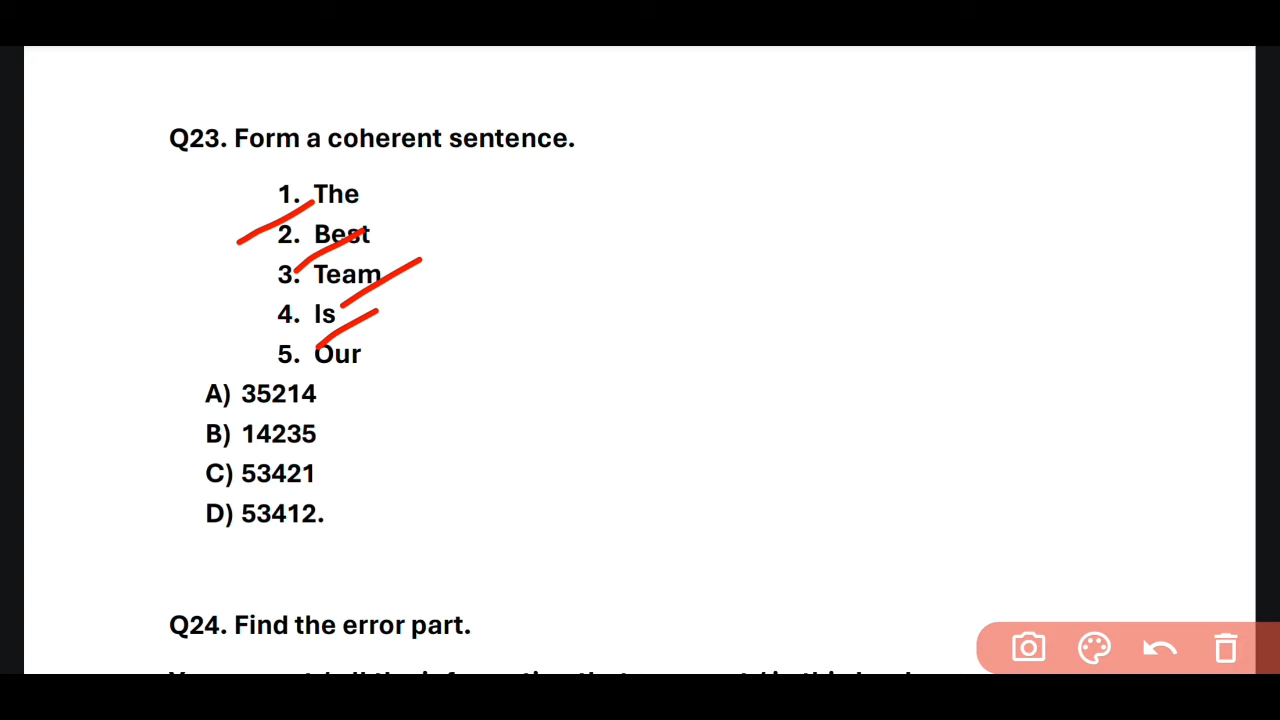 Q23. Form a coherent sentence.
1. The
2. Best
3. Team
4. Is
5. Our
A) 35214
B) 14235
C) 53421
D) 53412.
Q24. Find the error part.